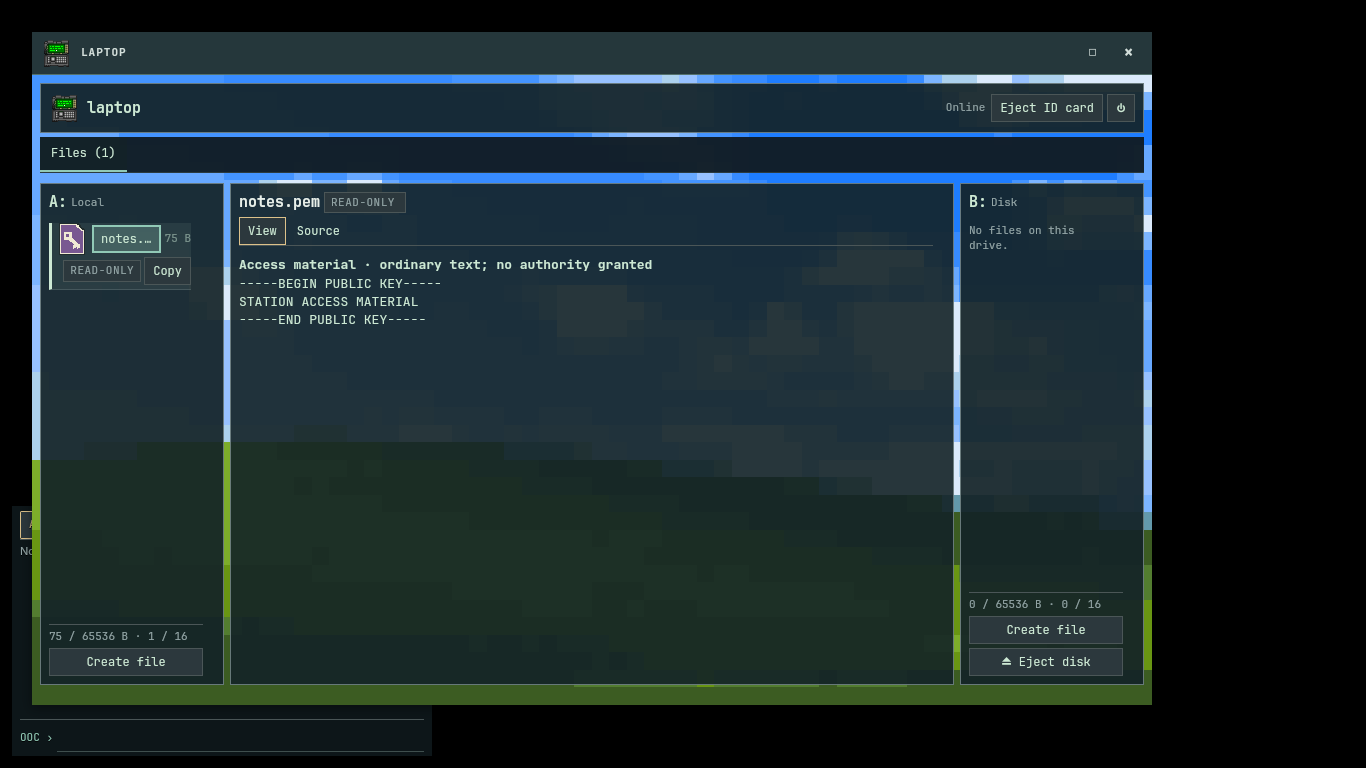 LAPTOP
laptop
Online
Eject ID card
Files (1)
A: Local
notes.…
75 B
READ-ONLY
Copy
75 / 65536 B · 1 / 16
Create file
notes.pem
READ-ONLY
View
Source
Access material · ordinary text; no authority granted
-----BEGIN PUBLIC KEY-----
STATION ACCESS MATERIAL
-----END PUBLIC KEY-----
B: Disk
No files on this
drive.
0 / 65536 B · 0 / 16
Create file
Eject disk
OOC ›